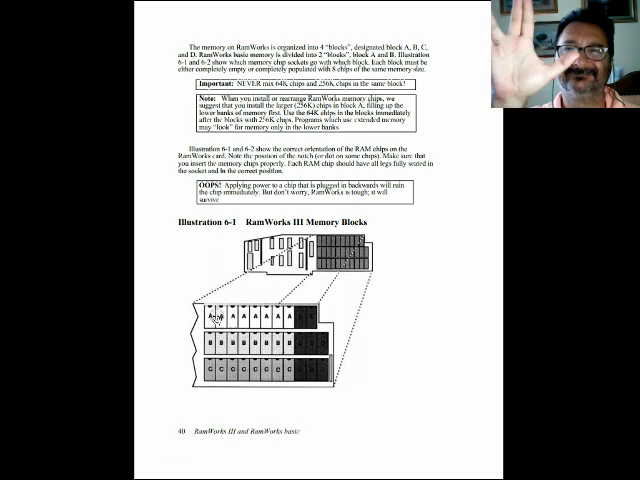 The memory on RamWorks is organized into 4 "blocks", designated block A, B, C,
and D. RamWorks basic memory is divided into 2 "blocks", block A and B. Illustration
6-1 and 6-2 show which memory chip sockets go with which block. Each block must be
either completely empty or completely populated with 8 chips of the same memory size.
Important: NEVER mix 64K chips and 256K chips in the same block!
Note: When you install or rearrange RamWorks memory chips, we
suggest that you install the larger (256K) chips in block A, filling up the
lower banks of memory first. Use the 64K chips in the blocks immediately
after the blocks with 256K chips. Programs which use extended memory
may "look" for memory only in the lower banks.
Illustration 6-1 and 6-2 show the correct orientation of the RAM chips on the
RamWorks card. Note the position of the notch (or dot on some chips). Make sure that
you insert the memory chips properly. Each RAM chip should have all legs fully seated in
the socket and in the correct position.
OOPS! Applying power to a chip that is plugged in backwards will ruin
the chip immediately. But don't worry, RamWorks is tough; it will
survive.
Illustration 6-1 RamWorks III Memory Blocks
A A A A A A A D D
B B B B B B B B D D D
C C C C C C C C D D D
40 RamWorks III and RamWorks basic